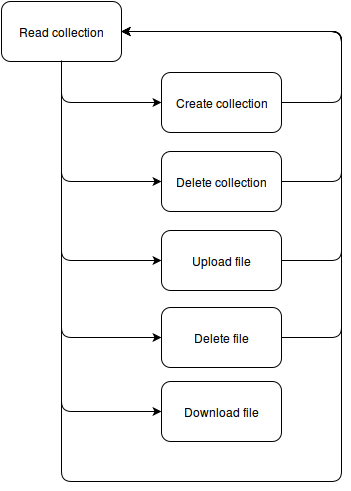 Read collection
Create collection
Delete collection
Upload file
Delete file
Download file